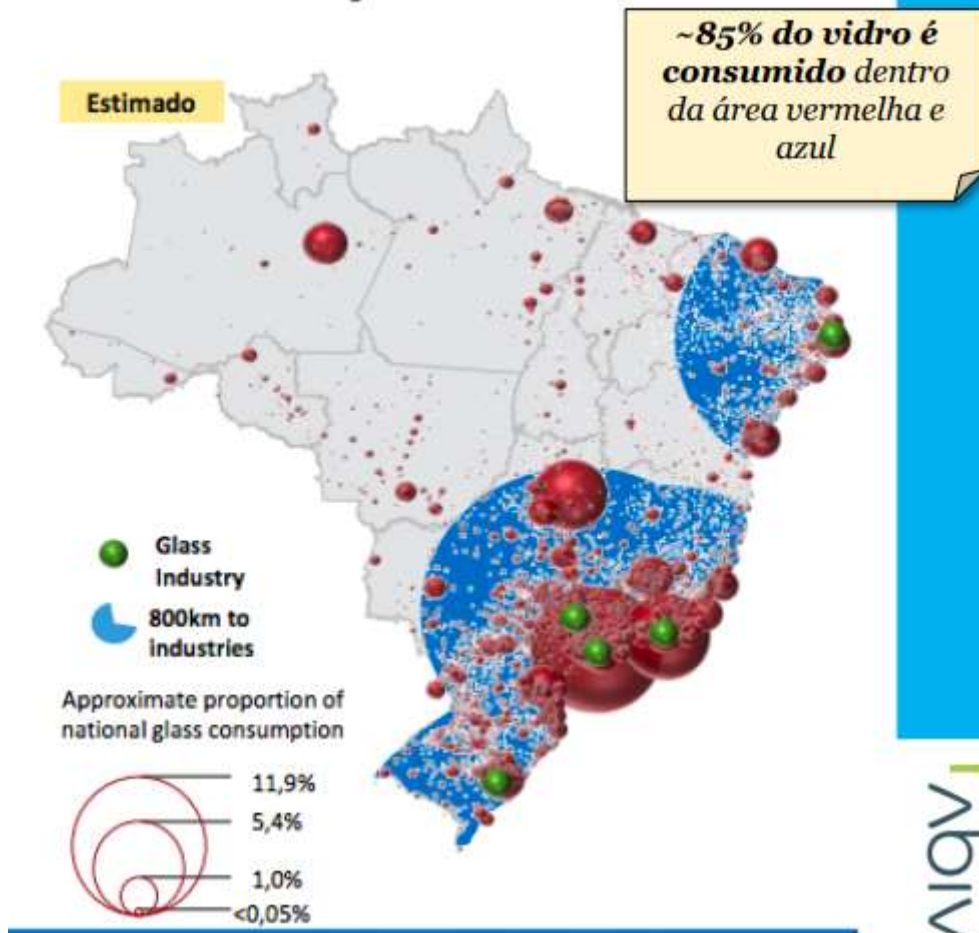 ~85% do vidro é
consumido dentro
da área vermelha e
azul
Estimado
Glass
Industry
800km to
industries
Approximate proportion of
national glass consumption
11,9%
5,4%
1,0%
<0,05%